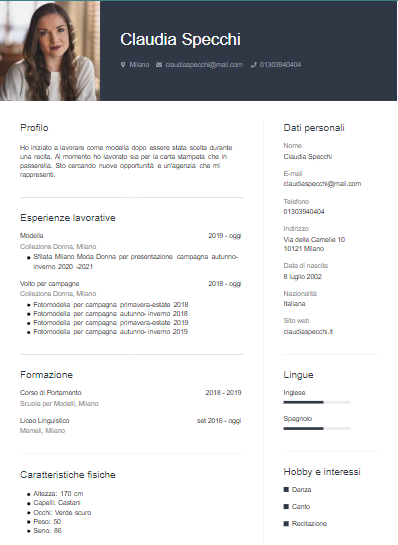 Claudia Specchi
Milano claudiaspecchi@mail.com 01303940404
Profilo
Ho iniziato a lavorare come modella dopo essere stata scelta durante
una recita. Al momento ho lavorato sia per la carta stampata che in
passerella. Sto cercando nuove opportunità e un'agenzia che mi
rappresenti.
Esperienze lavorative
Modella 2019 - oggi
Collezione Donna, Milano
Sfilata Milano Moda Donna per presentazione campagna autunno-
inverno 2020 -2021
Volto per campagne 2018 - oggi
Collezione Donna, Milano
Fotomodella per campagna primavera-estate 2018
Fotomodella per campagna autunno- inverno 2018
Fotomodella per campagna primavera-estate 2019
Fotomodella per campagna autunno- inverno 2019
Formazione
Corso di Portamento 2018 - 2019
Scuola per Modelli, Milano
Liceo Linguistico set 2016 - oggi
Mameli, Milano
Caratteristiche fisiche
Altezza: 170 cm
Capelli: Castani
Occhi: Verde scuro
Peso: 50
Seno: 86
Dati personali
Nome
Claudia Specchi
E-mail
claudiaspecchi@mail.com
Telefono
01303940404
Indirizzo
Via delle Camelie 10
10121 Milano
Data di nascita
8 luglio 2002
Nazionalità
Italiana
Sito web
claudiaspecchi.it
Lingue
Inglese
Spagnolo
Hobby e interessi
Danza
Canto
Recitazione